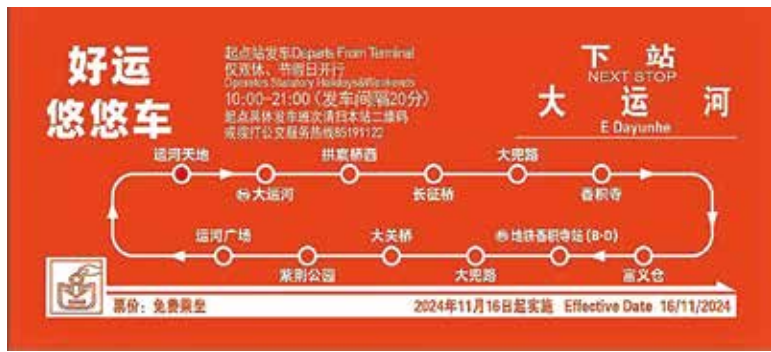 好运
悠悠车
起点站发车Departs From Terminal
仅双休、节假日开行
Operates Statutory Holidays&Weekends
10:00-21:00（发车间隔20分）
起点具体发车班次请扫本站二维码
或拨打公交服务热线85191122
下 站
NEXT STOP
大 运 河
E Dayunhe
运河天地
拱宸桥西
大兜路
大运河
长征桥
香积寺
运河广场
大关桥
地铁香积寺站(B-D)
紫荆公园
大兜路
富义仓
票价：免费乘坐
2024年11月16日起实施 Effective Date 16/11/2024